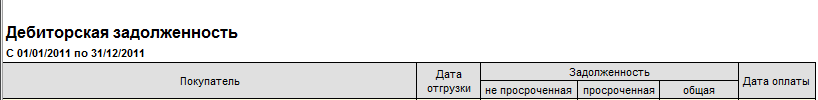 Дебиторская задолженность
С 01/01/2011 по 31/12/2011
Покупатель
Дата отгрузки
Задолженность
не просроченная
просроченная
общая
Дата оплаты